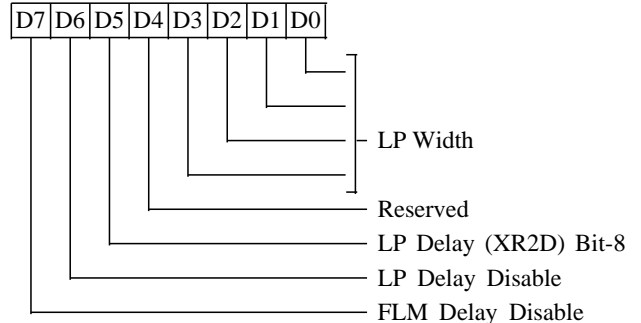 D7 D6 D5 D4 D3 D2 D1 D0
LP Width
Reserved
LP Delay (XR2D) Bit-8
LP Delay Disable
FLM Delay Disable